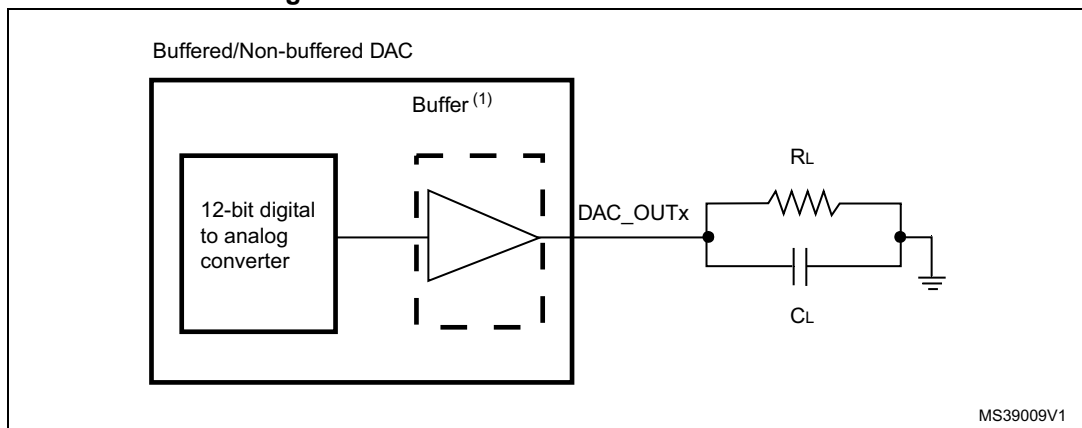 Buffered/Non-buffered DAC
Buffer (1)
12-bit digital
to analog
converter
DAC_OUTx
RL
CL
MS39009V1